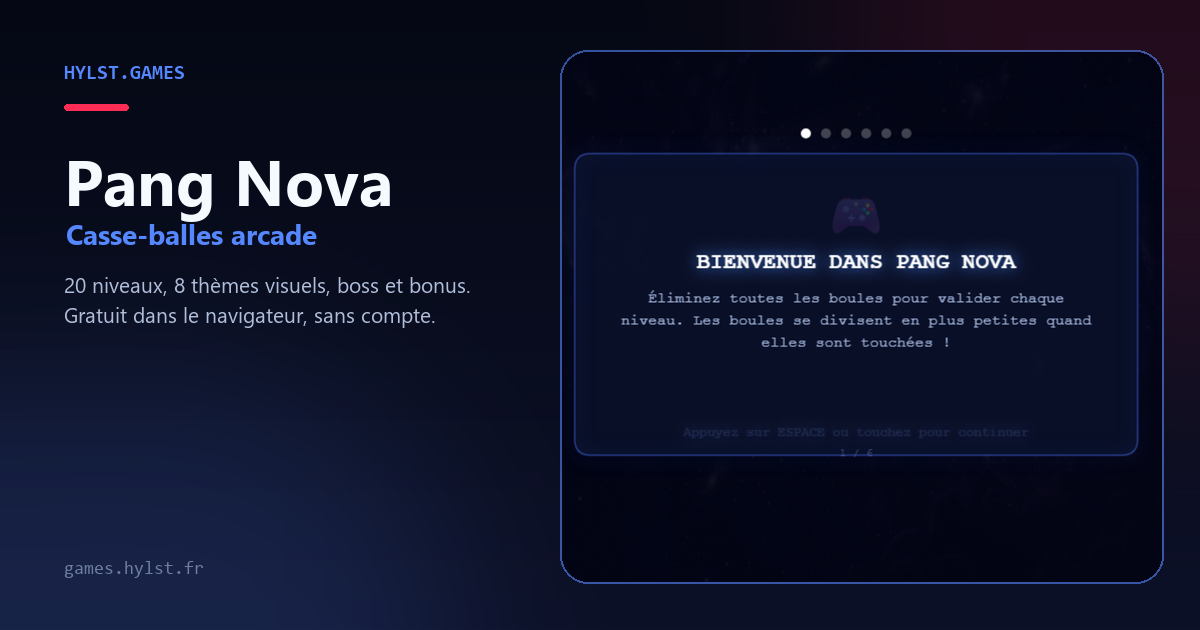 HYLST.GAMES
Pang Nova
Casse-balles arcade
20 niveaux, 8 thèmes visuels, boss et bonus.
Gratuit dans le navigateur, sans compte.
games.hylst.fr
BIENVENUE DANS PANG NOVA
Éliminez toutes les boules pour valider chaque
niveau. Les boules se divisent en plus petites quand
elles sont touchées !
Appuyez sur ESPACE ou touchez pour continuer
1 / 6